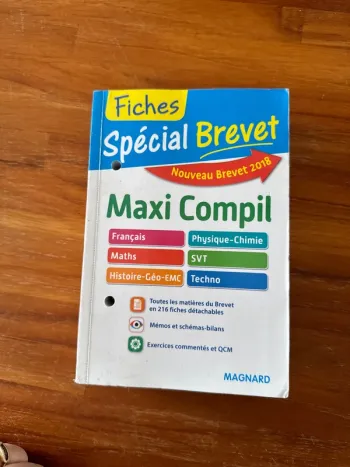 Fiches
Spécial Brevet
Nouveau Brevet 2018
Maxi Compil
Français
Physique-Chimie
Maths
SVT
Histoire-Géo-EMC
Techno
Toutes les matières du Brevet
en 216 fiches détachables
Mémos et schémas-bilans
Exercices commentés et QCM
MAGNARD